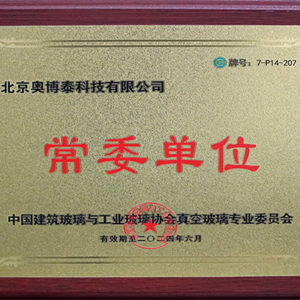 牌号：7-P14-207
北京奥博泰科技有限公司
常委单位
中国建筑玻璃与工业玻璃协会真空玻璃专业委员会
有效期至二〇二四年六月